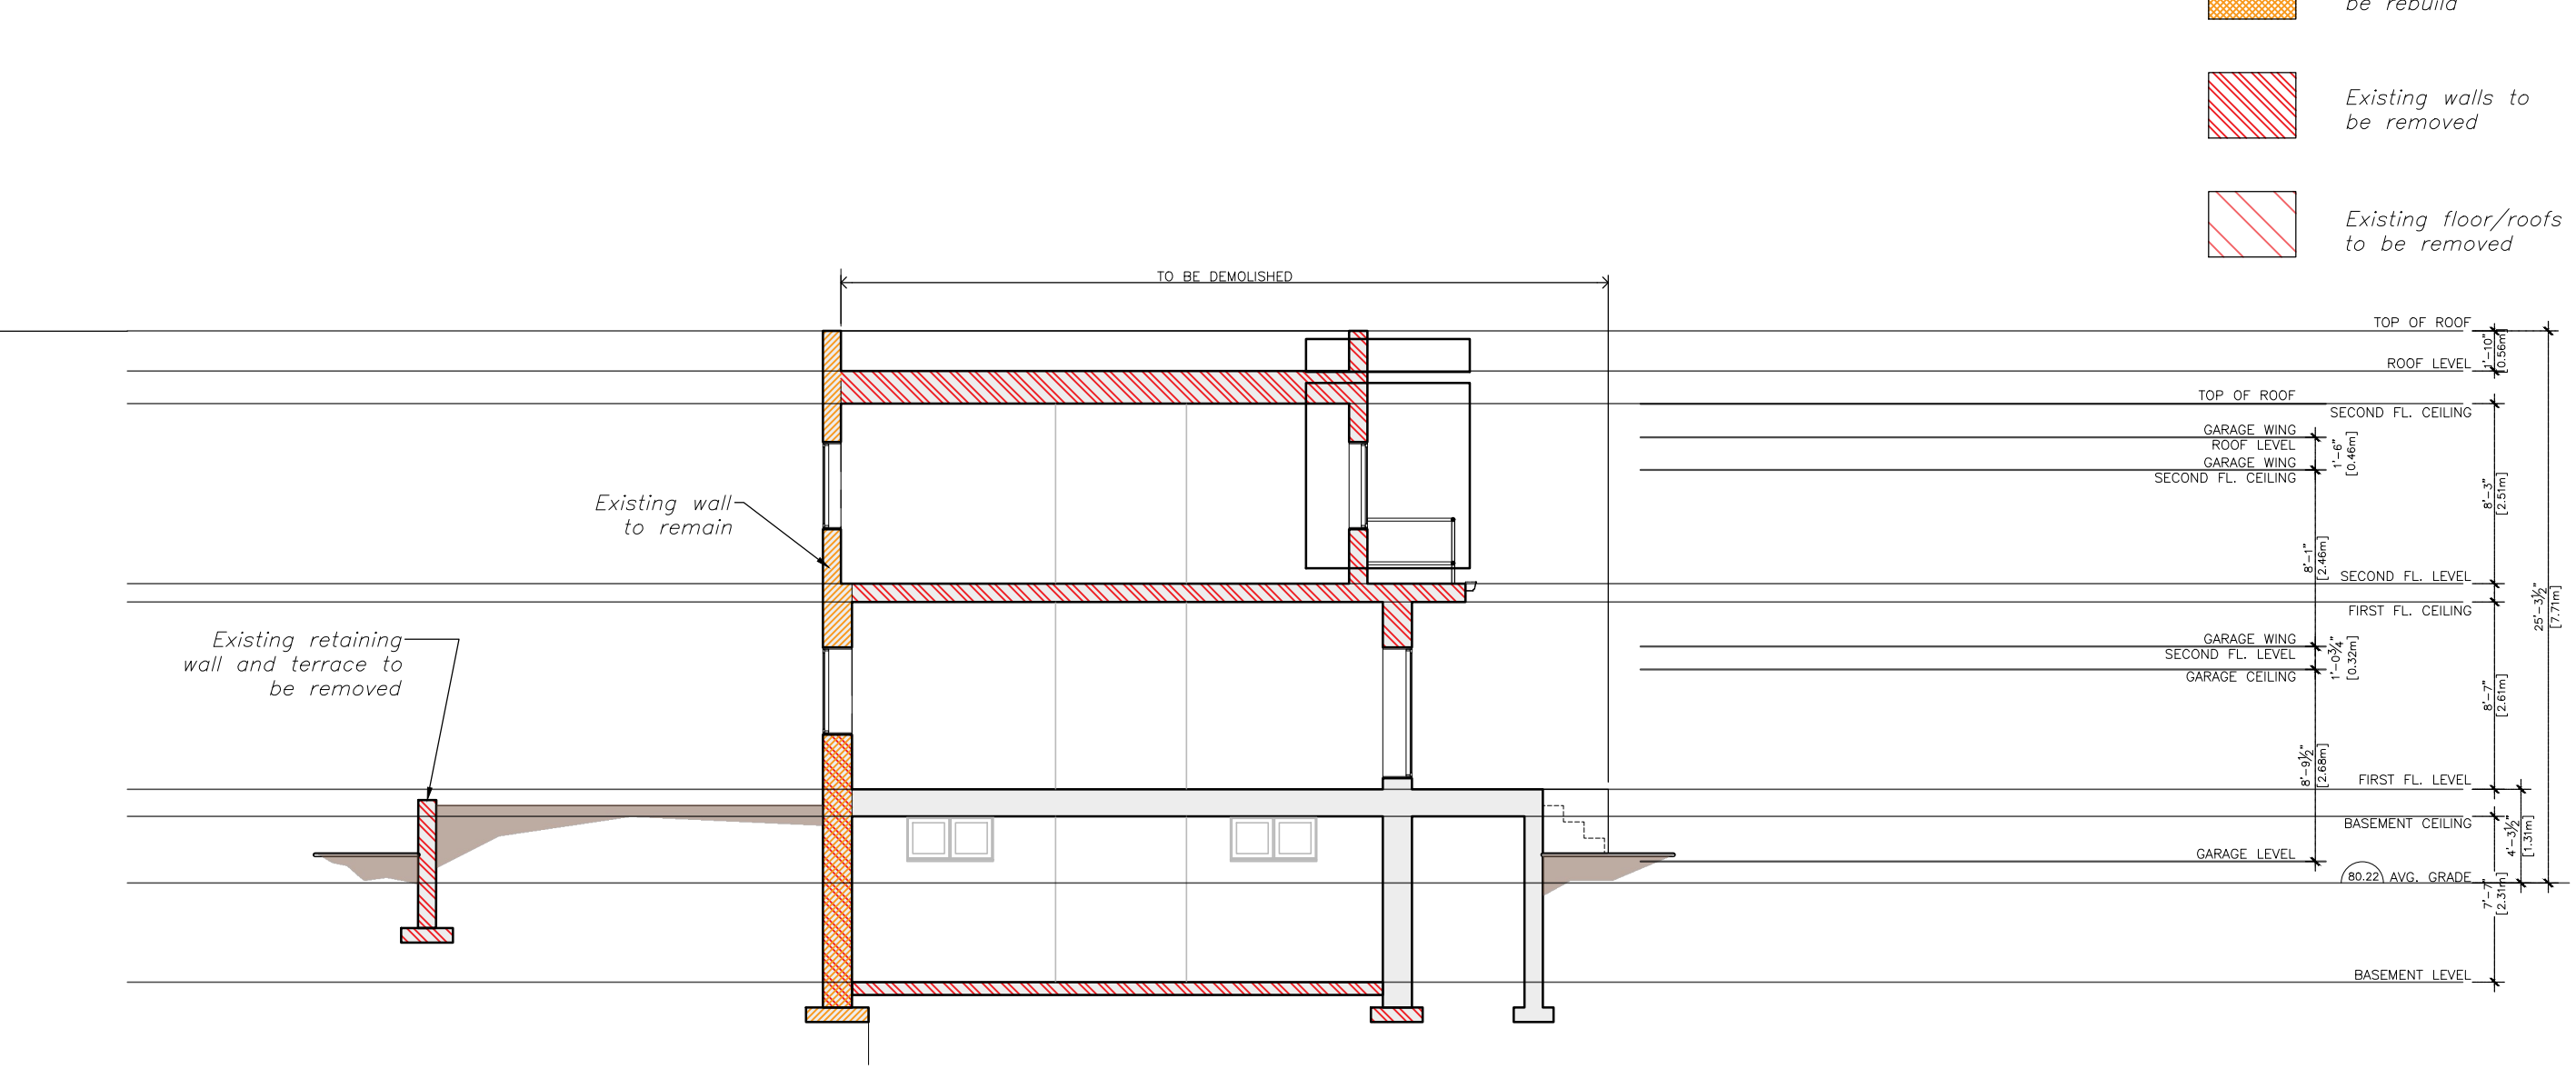 be rebuild
Existing walls to
be removed
Existing floor/roofs
to be removed
TO BE DEMOLISHED
TOP OF ROOF
1'-10"
[0.56m]
ROOF LEVEL
TOP OF ROOF
SECOND FL. CEILING
GARAGE WING
ROOF LEVEL
1'-6"
[0.46m]
GARAGE WING
SECOND FL. CEILING
8'-3"
[2.51m]
Existing wall
to remain
8'-1"
[2.46m]
SECOND FL. LEVEL
FIRST FL. CEILING
25'-3½"
[7.71m]
Existing retaining
wall and terrace to
be removed
GARAGE WING
SECOND FL. LEVEL
1'-0¾"
[0.32m]
GARAGE CEILING
8'-7"
[2.61m]
8'-9½"
[2.68m]
FIRST FL. LEVEL
BASEMENT CEILING
4'-3½"
[1.31m]
GARAGE LEVEL
80.22 AVG. GRADE
7'-7"
[2.31m]
BASEMENT LEVEL